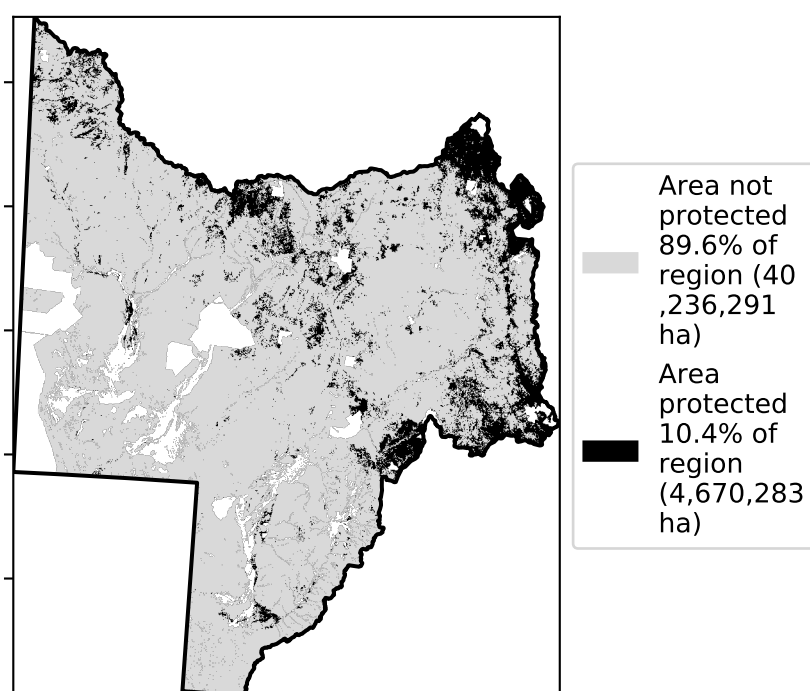 Area not
protected
89.6% of
region (40
,236,291
ha)
Area
protected
10.4% of
region
(4,670,283
ha)